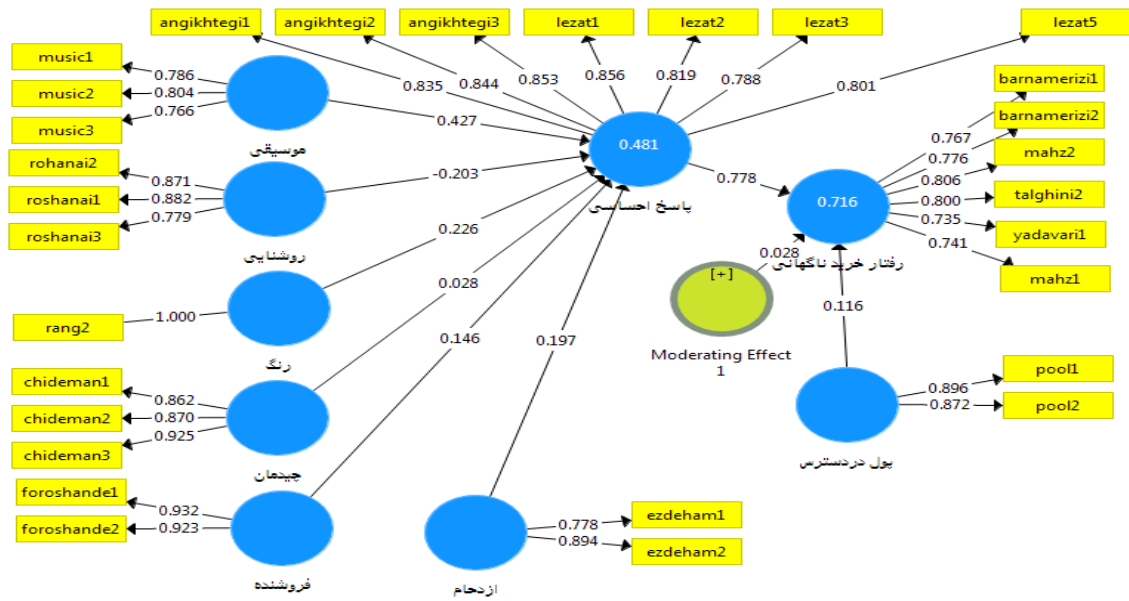 angikhtegi1
angikhtegi2
angikhtegi3
lezat1
lezat2
lezat3
lezat5
0.835
0.844
0.853
0.856
0.819
0.788
0.801
music1
music2
music3
0.786
0.804
0.766
موسیقی
0.427
rohanai2
roshanai1
roshanai3
0.871
0.882
0.779
روشنایی
-0.203
rang2
1.000
رنگ
0.226
chideman1
chideman2
chideman3
0.862
0.870
0.925
چیدمان
0.028
foroshande1
foroshande2
0.932
0.923
فروشنده
0.146
ازدحام
0.197
0.778
0.894
ezdeham1
ezdeham2
0.481
پاسخ احساسی
0.778
0.716
رفتار خرید ناگهانی
barnamerizi1
barnamerizi2
mahz2
talghini2
yadavari1
mahz1
0.767
0.776
0.806
0.800
0.735
0.741
[+]
0.028
Moderating Effect
1
0.116
پول دردسترس
0.896
0.872
pool1
pool2